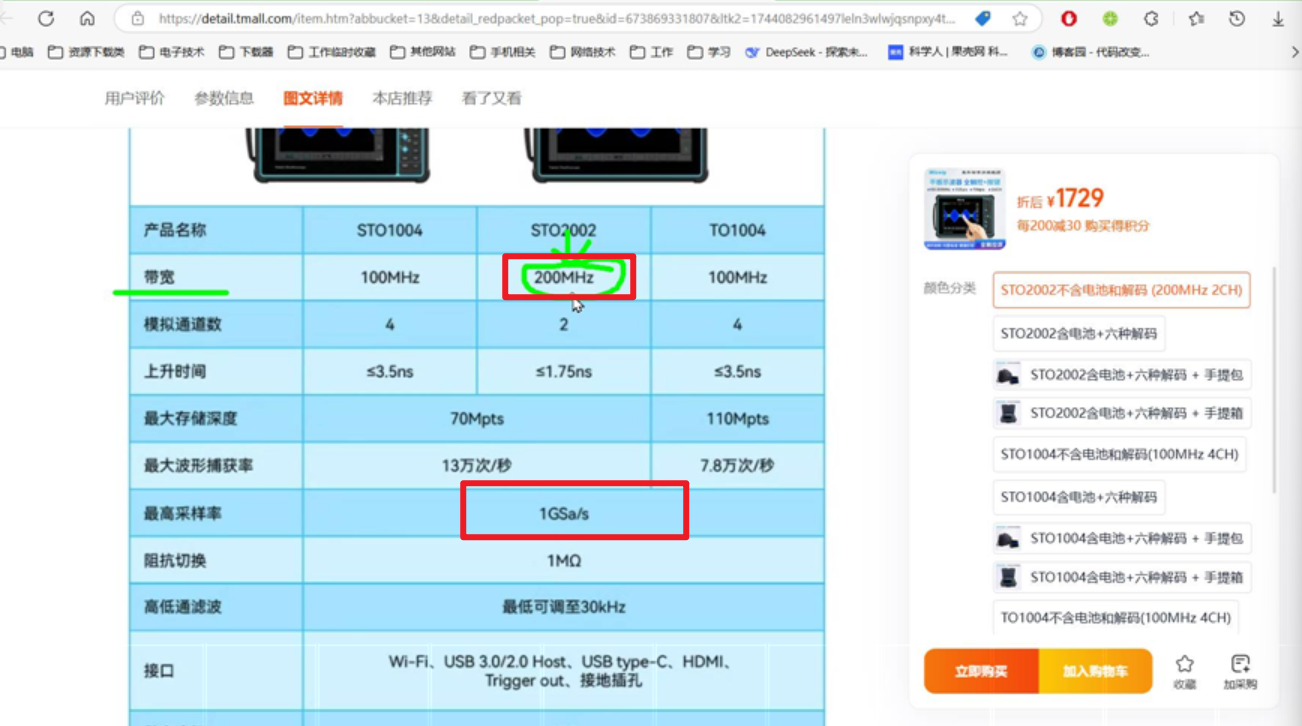 https://detail.tmall.com/item.htm?abbucket=13&detail_redpacket_pop=true&id=673869331807&ltk2=1744082961497leln3wlwjqsnpxy4t...
电脑 资源下载类 电子技术 下载器 工作临时收藏 其他网站 手机相关 网络技术 工作 学习 DeepSeek - 探索未... 科学人 | 果壳网 科... 博客园 - 代码改变...
用户评价 参数信息 图文详情 本店推荐 看了又看
产品名称 STO1004 STO2002 TO1004
带宽 100MHz 200MHz 100MHz
模拟通道数 4 2 4
上升时间 ≤3.5ns ≤1.75ns ≤3.5ns
最大存储深度 70Mpts 110Mpts
最大波形捕获率 13万次/秒 7.8万次/秒
最高采样率 1GSa/s
阻抗切换 1MΩ
高低通滤波 最低可调至30kHz
接口 Wi-Fi、USB 3.0/2.0 Host、USB type-C、HDMI、
Trigger out、接地插孔
折后 ¥1729
每200减30 购买得积分
颜色分类
STO2002不含电池和解码 (200MHz 2CH)
STO2002含电池+六种解码
STO2002含电池+六种解码 + 手提包
STO2002含电池+六种解码 + 手提箱
STO1004不含电池和解码(100MHz 4CH)
STO1004含电池+六种解码
STO1004含电池+六种解码 + 手提包
STO1004含电池+六种解码 + 手提箱
TO1004不含电池和解码(100MHz 4CH)
立即购买 加入购物车 收藏 加采购